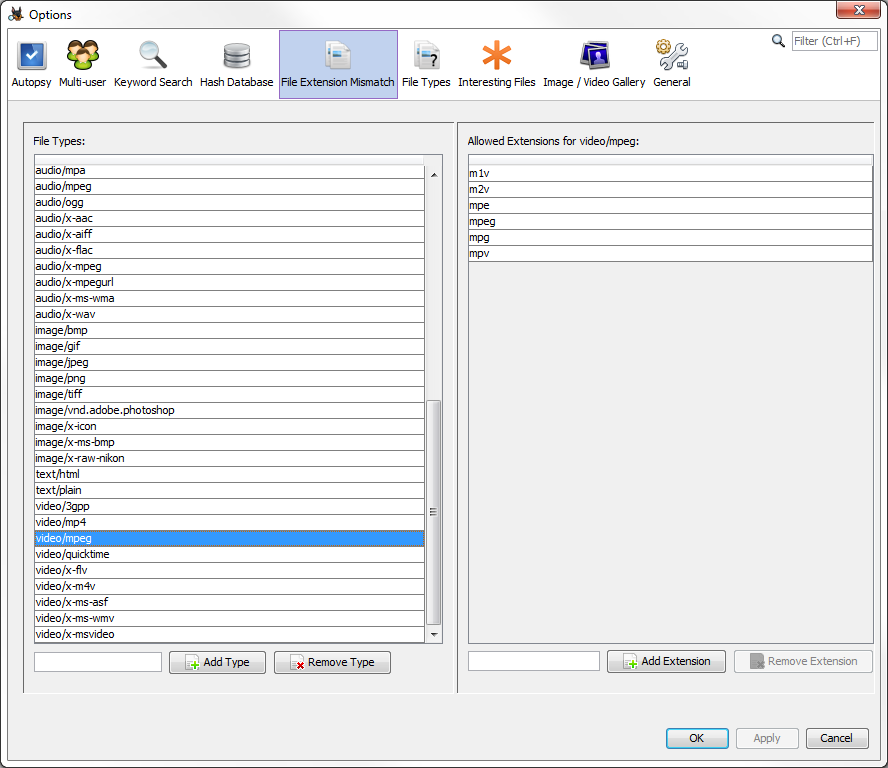 Options
Filter (Ctrl+F)
Autopsy Multi-user Keyword Search Hash Database File Extension Mismatch File Types Interesting Files Image / Video Gallery General
File Types:
audio/mpa
audio/mpeg
audio/ogg
audio/x-aac
audio/x-aiff
audio/x-flac
audio/x-mpeg
audio/x-mpegurl
audio/x-ms-wma
audio/x-wav
image/bmp
image/gif
image/jpeg
image/png
image/tiff
image/vnd.adobe.photoshop
image/x-icon
image/x-ms-bmp
image/x-raw-nikon
text/html
text/plain
video/3gpp
video/mp4
video/mpeg
video/quicktime
video/x-flv
video/x-m4v
video/x-ms-asf
video/x-ms-wmv
video/x-msvideo
Add Type Remove Type
Allowed Extensions for video/mpeg:
m1v
m2v
mpe
mpeg
mpg
mpv
Add Extension Remove Extension
OK Apply Cancel